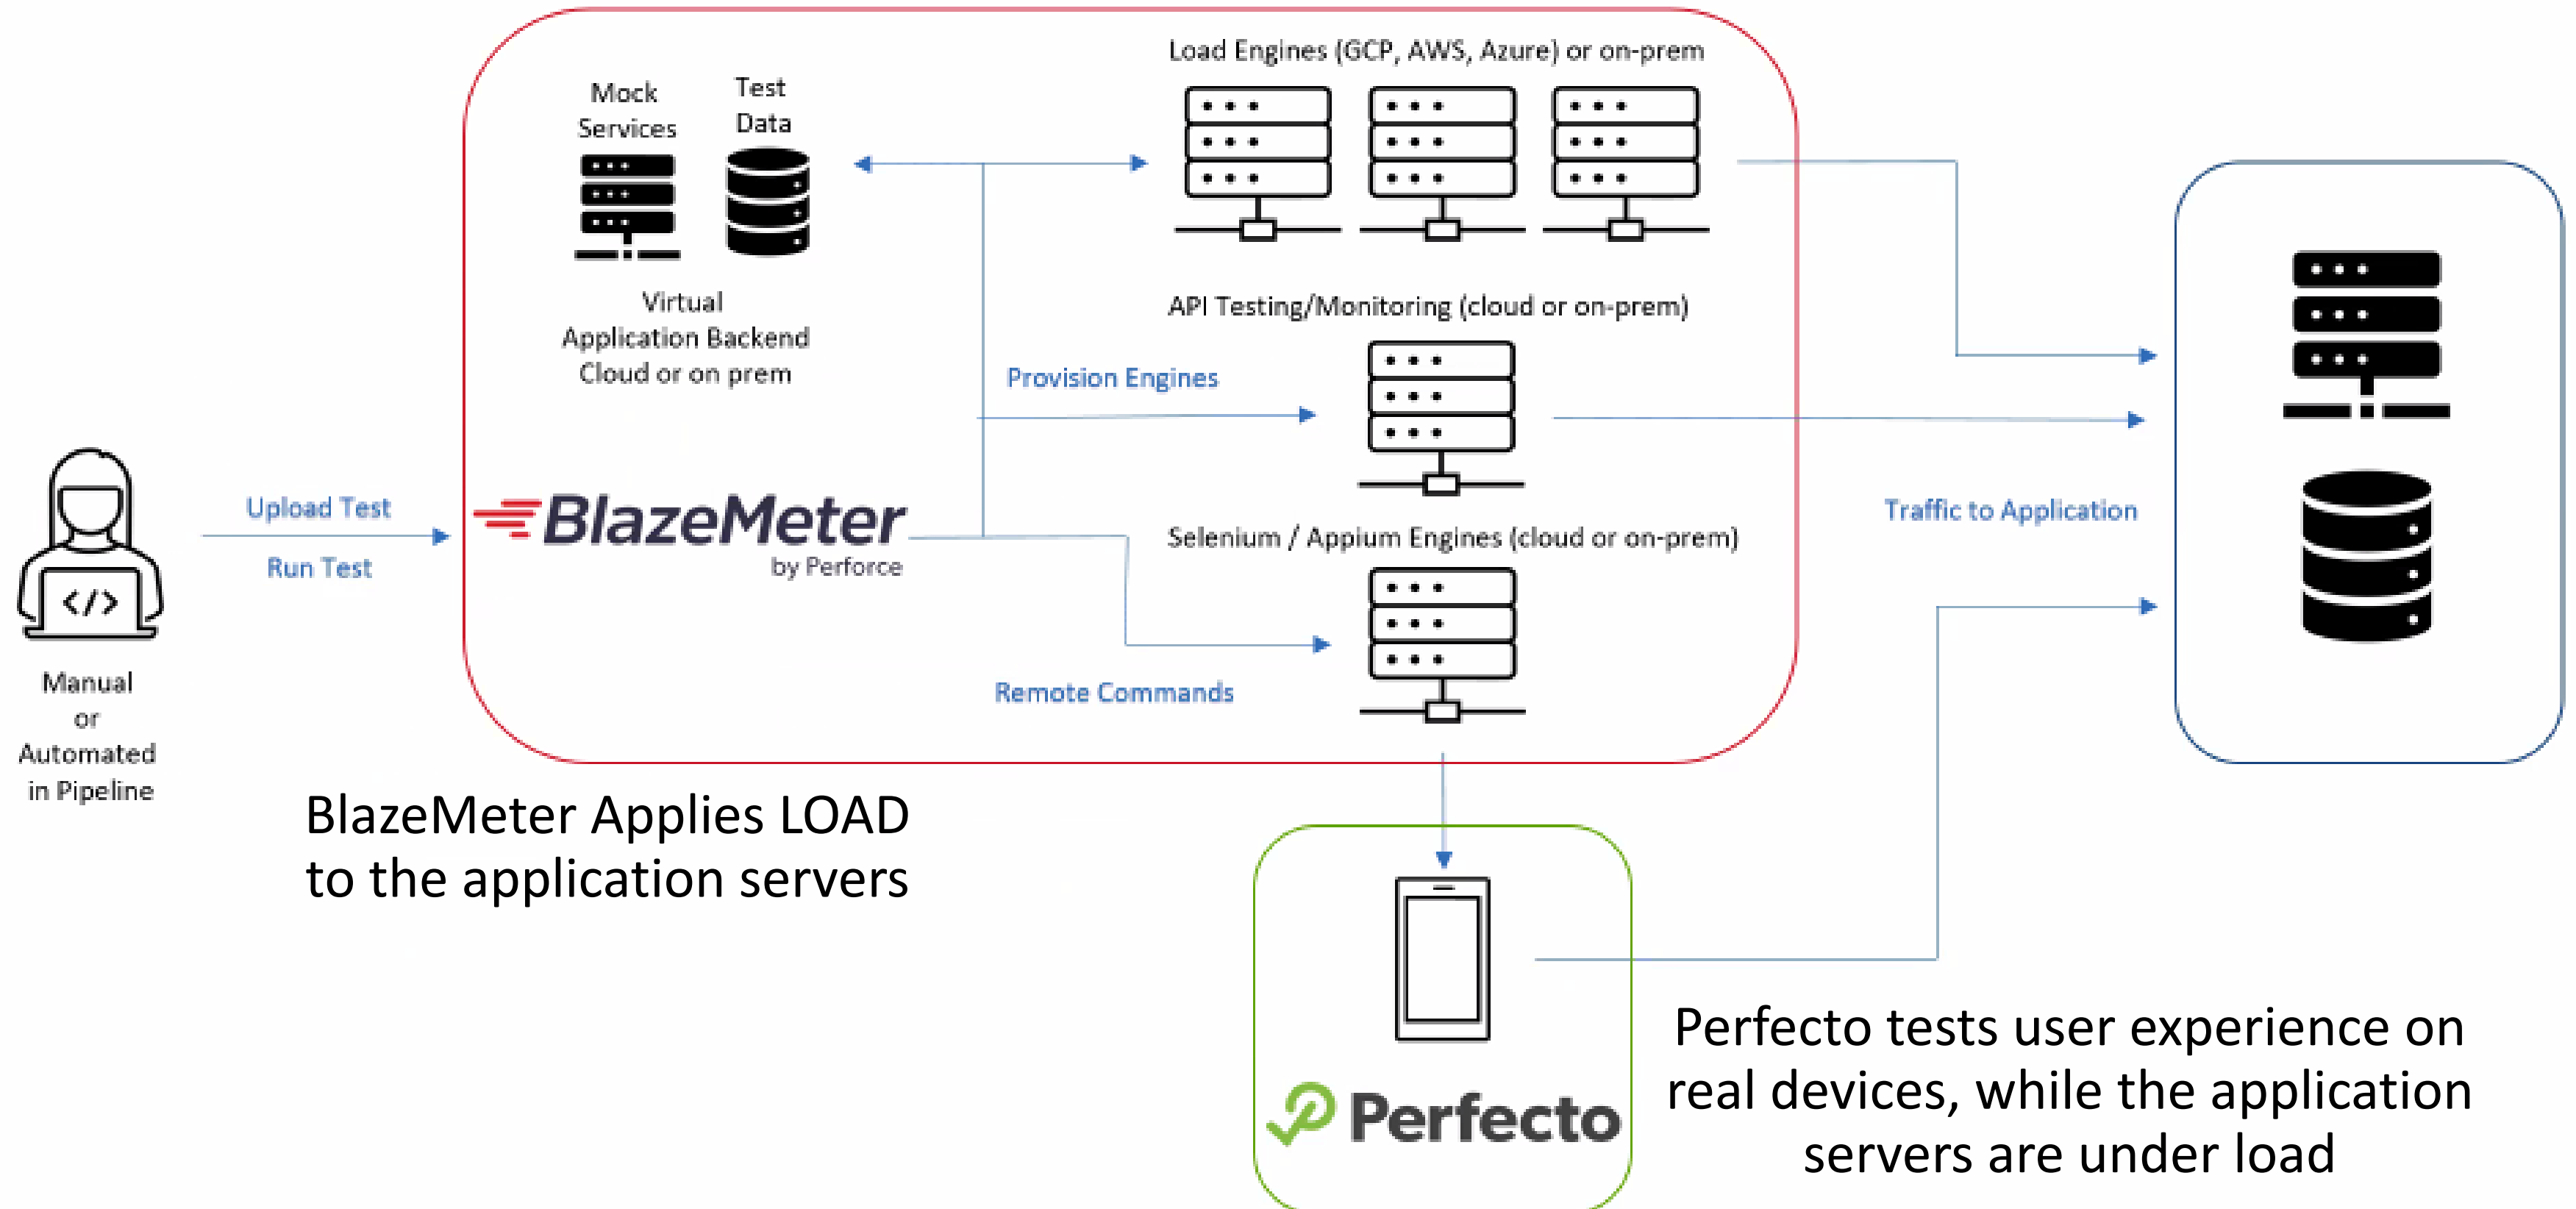 Load Engines (GCP, AWS, Azure) or on-prem
Mock
Services
Test
Data
Virtual
Application Backend
Cloud or on prem
API Testing/Monitoring (cloud or on-prem)
Provision Engines
Upload Test
Run Test
BlazeMeter
by Perforce
Selenium / Appium Engines (cloud or on-prem)
Remote Commands
Traffic to Application
</>
Manual
or
Automated
in Pipeline
BlazeMeter Applies LOAD
to the application servers
Perfecto
Perfecto tests user experience on
real devices, while the application
servers are under load